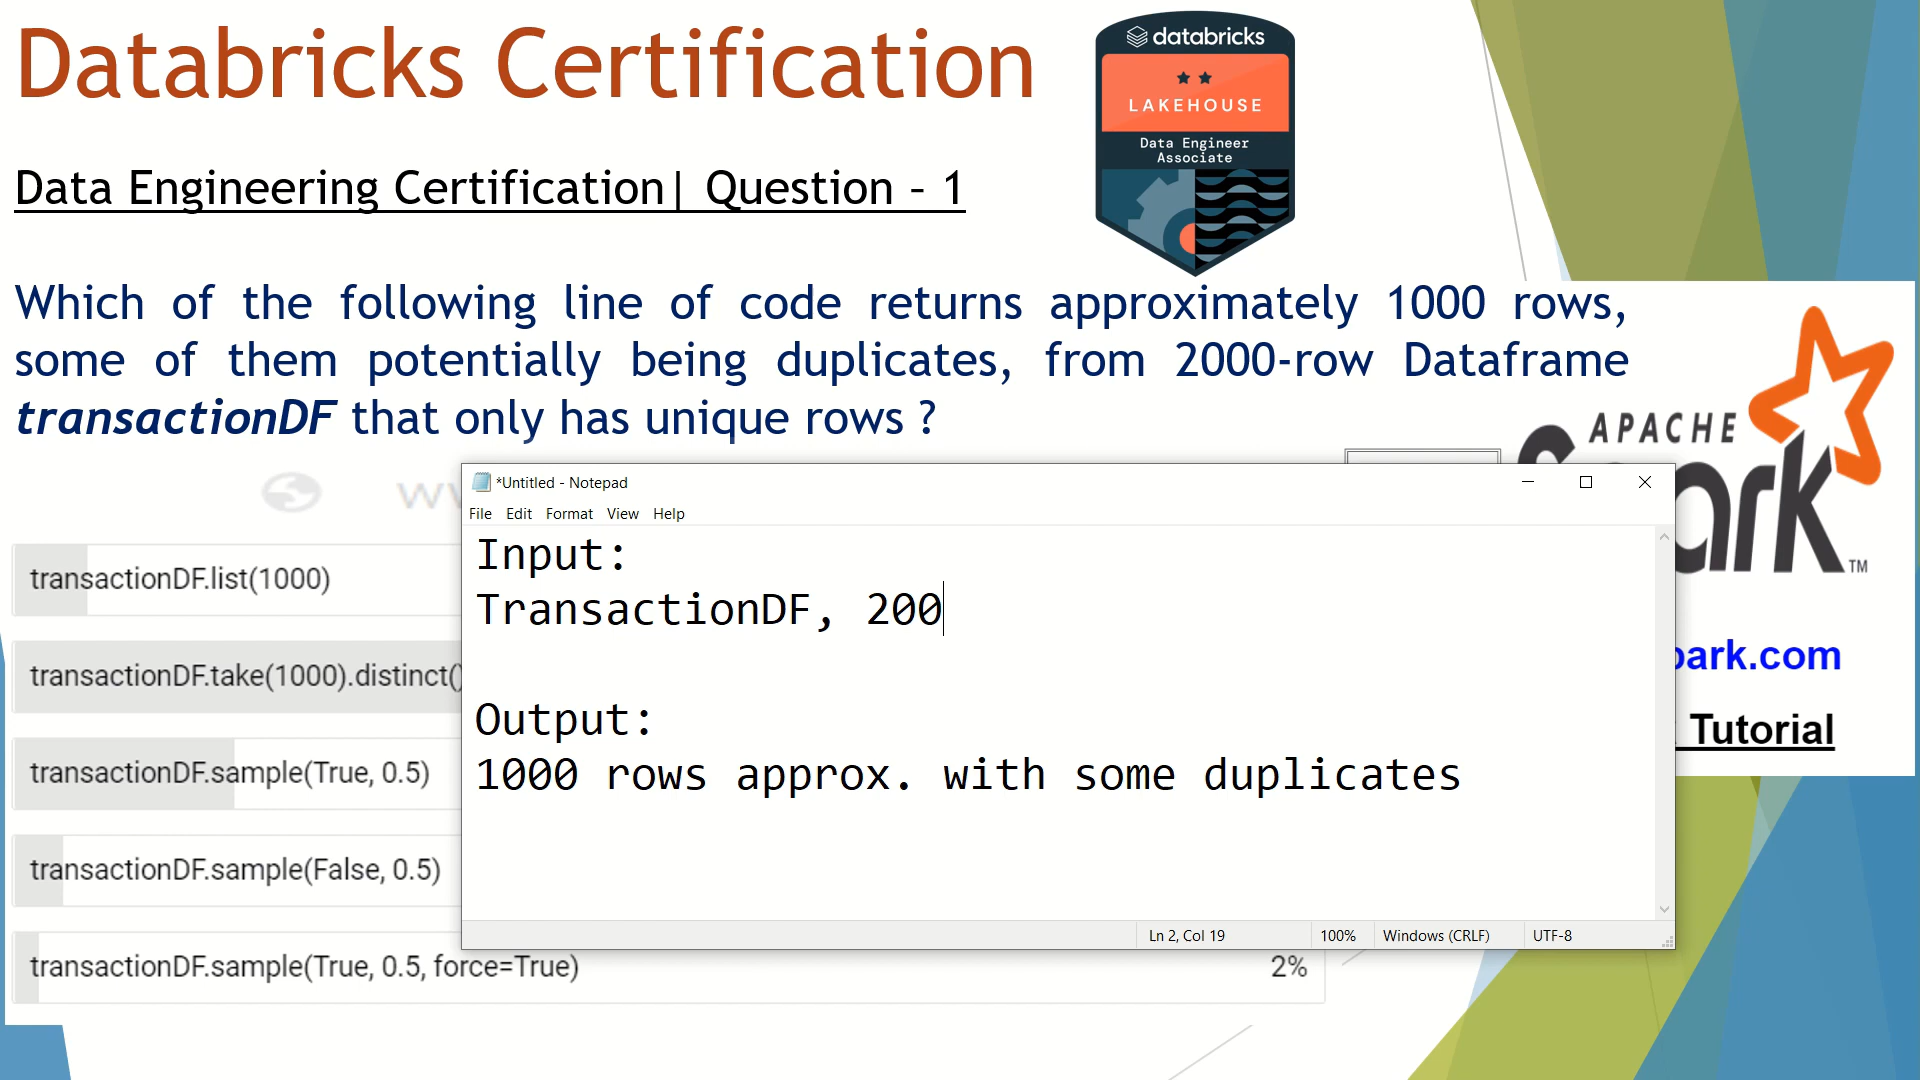 Databricks Certification
databricks
LAKEHOUSE
Data Engineer
Associate
Data Engineering Certification| Question – 1
Which of the following line of code returns approximately 1000 rows,
some of them potentially being duplicates, from 2000-row Dataframe
transactionDF that only has unique rows ?
APACHE
ark
TM
park.com
Tutorial
*Untitled - Notepad
File Edit Format View Help
Input:
TransactionDF, 200
Output:
1000 rows approx. with some duplicates
Ln 2, Col 19
100%
Windows (CRLF)
UTF-8
transactionDF.list(1000)
transactionDF.take(1000).distinct()
transactionDF.sample(True, 0.5)
transactionDF.sample(False, 0.5)
transactionDF.sample(True, 0.5, force=True)
2%